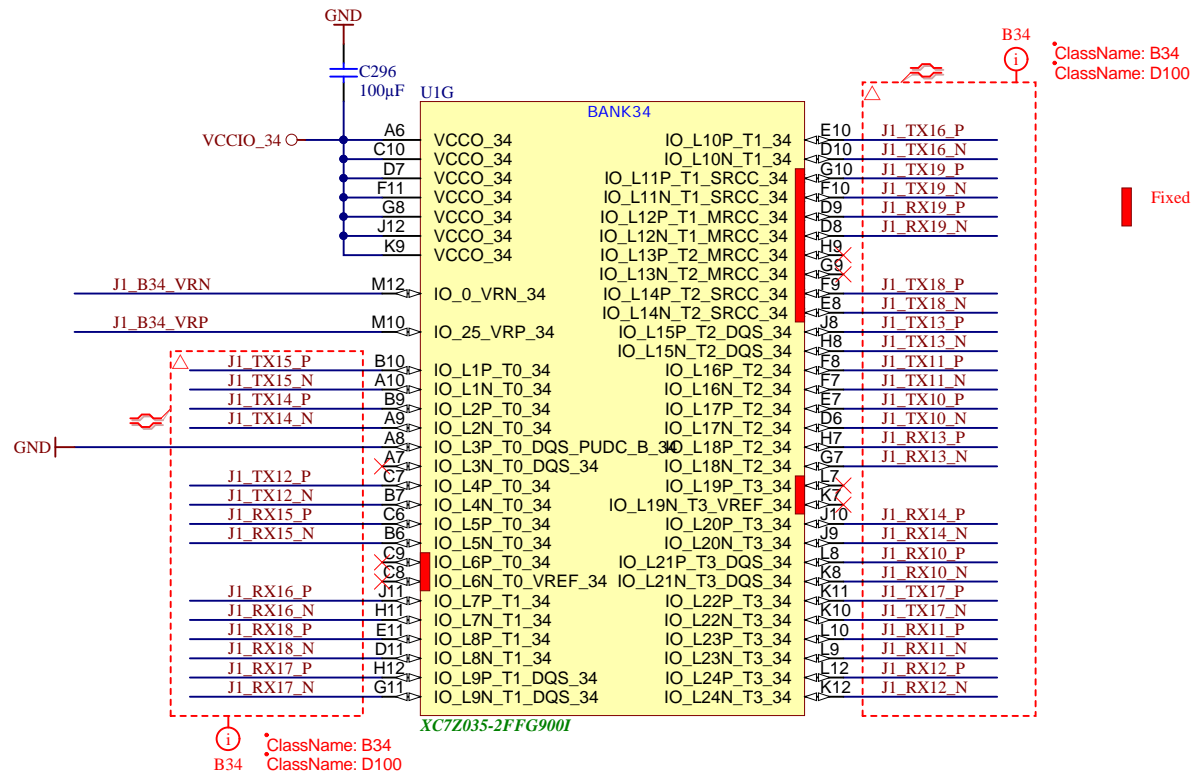 GND
C296
100µF
U1G
BANK34
B34
i
ClassName: B34
ClassName: D100
Fixed
VCCIO_34
A6 VCCO_34
C10 VCCO_34
D7 VCCO_34
F11 VCCO_34
G8 VCCO_34
J12 VCCO_34
K9 VCCO_34
J1_B34_VRN M12 IO_0_VRN_34
J1_B34_VRP M10 IO_25_VRP_34
J1_TX15_P B10 IO_L1P_T0_34
J1_TX15_N A10 IO_L1N_T0_34
J1_TX14_P B9 IO_L2P_T0_34
J1_TX14_N A9 IO_L2N_T0_34
GND A8 IO_L3P_T0_DQS_PUDC_B_34
A7 IO_L3N_T0_DQS_34
J1_TX12_P C7 IO_L4P_T0_34
J1_TX12_N B7 IO_L4N_T0_34
J1_RX15_P C6 IO_L5P_T0_34
J1_RX15_N B6 IO_L5N_T0_34
C9 IO_L6P_T0_34
C8 IO_L6N_T0_VREF_34
J1_RX16_P J11 IO_L7P_T1_34
J1_RX16_N H11 IO_L7N_T1_34
J1_RX18_P E11 IO_L8P_T1_34
J1_RX18_N D11 IO_L8N_T1_34
J1_RX17_P H12 IO_L9P_T1_DQS_34
J1_RX17_N G11 IO_L9N_T1_DQS_34
IO_L10P_T1_34 E10 J1_TX16_P
IO_L10N_T1_34 D10 J1_TX16_N
IO_L11P_T1_SRCC_34 G10 J1_TX19_P
IO_L11N_T1_SRCC_34 F10 J1_TX19_N
IO_L12P_T1_MRCC_34 D9 J1_RX19_P
IO_L12N_T1_MRCC_34 D8 J1_RX19_N
IO_L13P_T2_MRCC_34 H9
IO_L13N_T2_MRCC_34 G9
IO_L14P_T2_SRCC_34 F9 J1_TX18_P
IO_L14N_T2_SRCC_34 E8 J1_TX18_N
IO_L15P_T2_DQS_34 J8 J1_TX13_P
IO_L15N_T2_DQS_34 H8 J1_TX13_N
IO_L16P_T2_34 F8 J1_TX11_P
IO_L16N_T2_34 F7 J1_TX11_N
IO_L17P_T2_34 E7 J1_TX10_P
IO_L17N_T2_34 D6 J1_TX10_N
IO_L18P_T2_34 H7 J1_RX13_P
IO_L18N_T2_34 G7 J1_RX13_N
IO_L19P_T3_34 L7
IO_L19N_T3_VREF_34 K7
IO_L20P_T3_34 J10 J1_RX14_P
IO_L20N_T3_34 J9 J1_RX14_N
IO_L21P_T3_DQS_34 L8 J1_RX10_P
IO_L21N_T3_DQS_34 K8 J1_RX10_N
IO_L22P_T3_34 K11 J1_TX17_P
IO_L22N_T3_34 K10 J1_TX17_N
IO_L23P_T3_34 L10 J1_RX11_P
IO_L23N_T3_34 L9 J1_RX11_N
IO_L24P_T3_34 L12 J1_RX12_P
IO_L24N_T3_34 K12 J1_RX12_N
XC7Z035-2FFG900I
i
B34
ClassName: B34
ClassName: D100